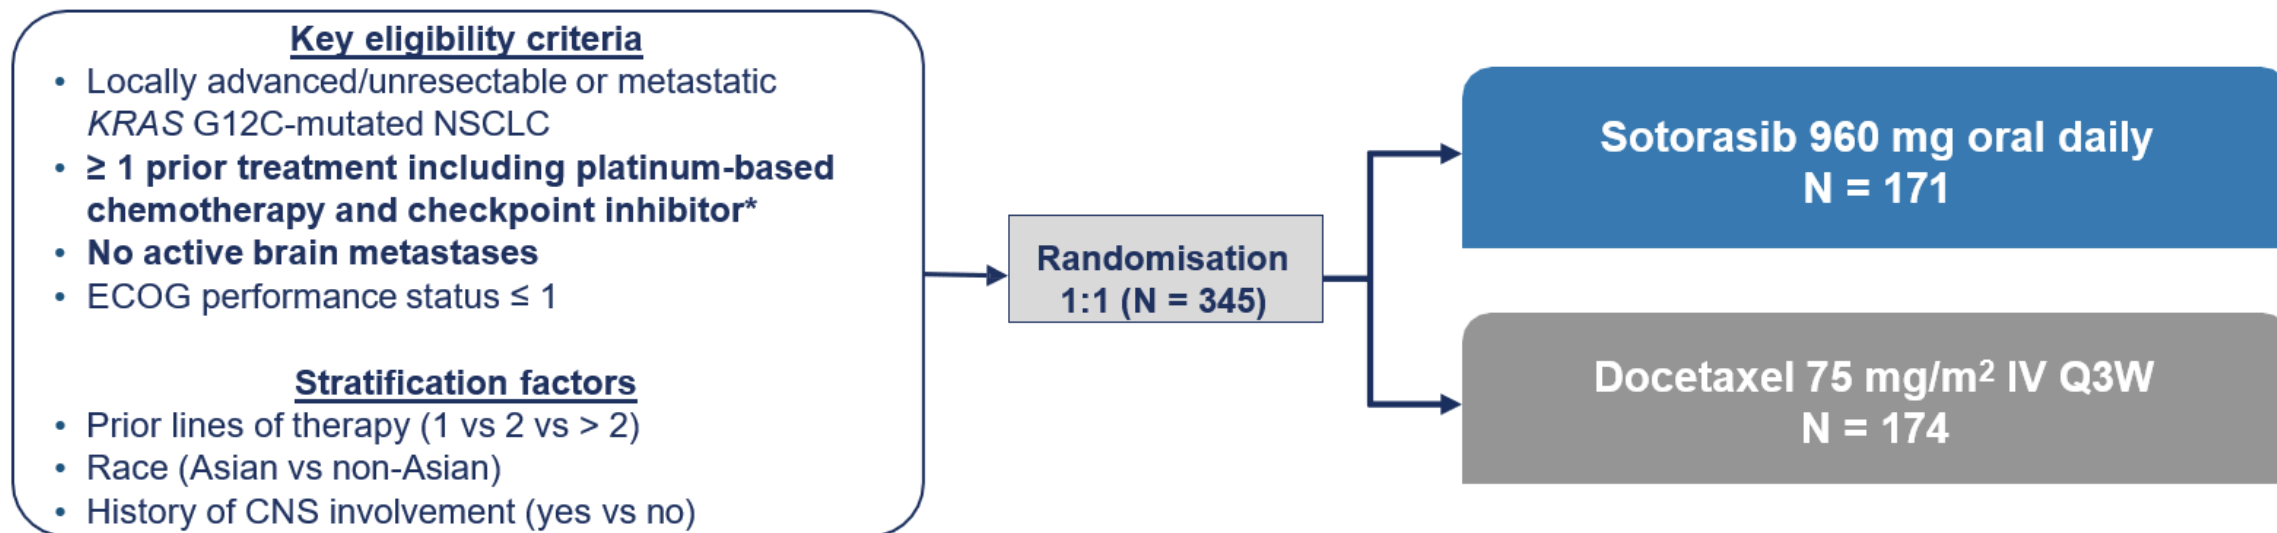 Key eligibility criteria
• Locally advanced/unresectable or metastatic
KRAS G12C-mutated NSCLC
• ≥ 1 prior treatment including platinum-based
chemotherapy and checkpoint inhibitor*
• No active brain metastases
• ECOG performance status ≤ 1
Stratification factors
• Prior lines of therapy (1 vs 2 vs > 2)
• Race (Asian vs non-Asian)
• History of CNS involvement (yes vs no)
Randomisation
1:1 (N = 345)
Sotorasib 960 mg oral daily
N = 171
Docetaxel 75 mg/m² IV Q3W
N = 174